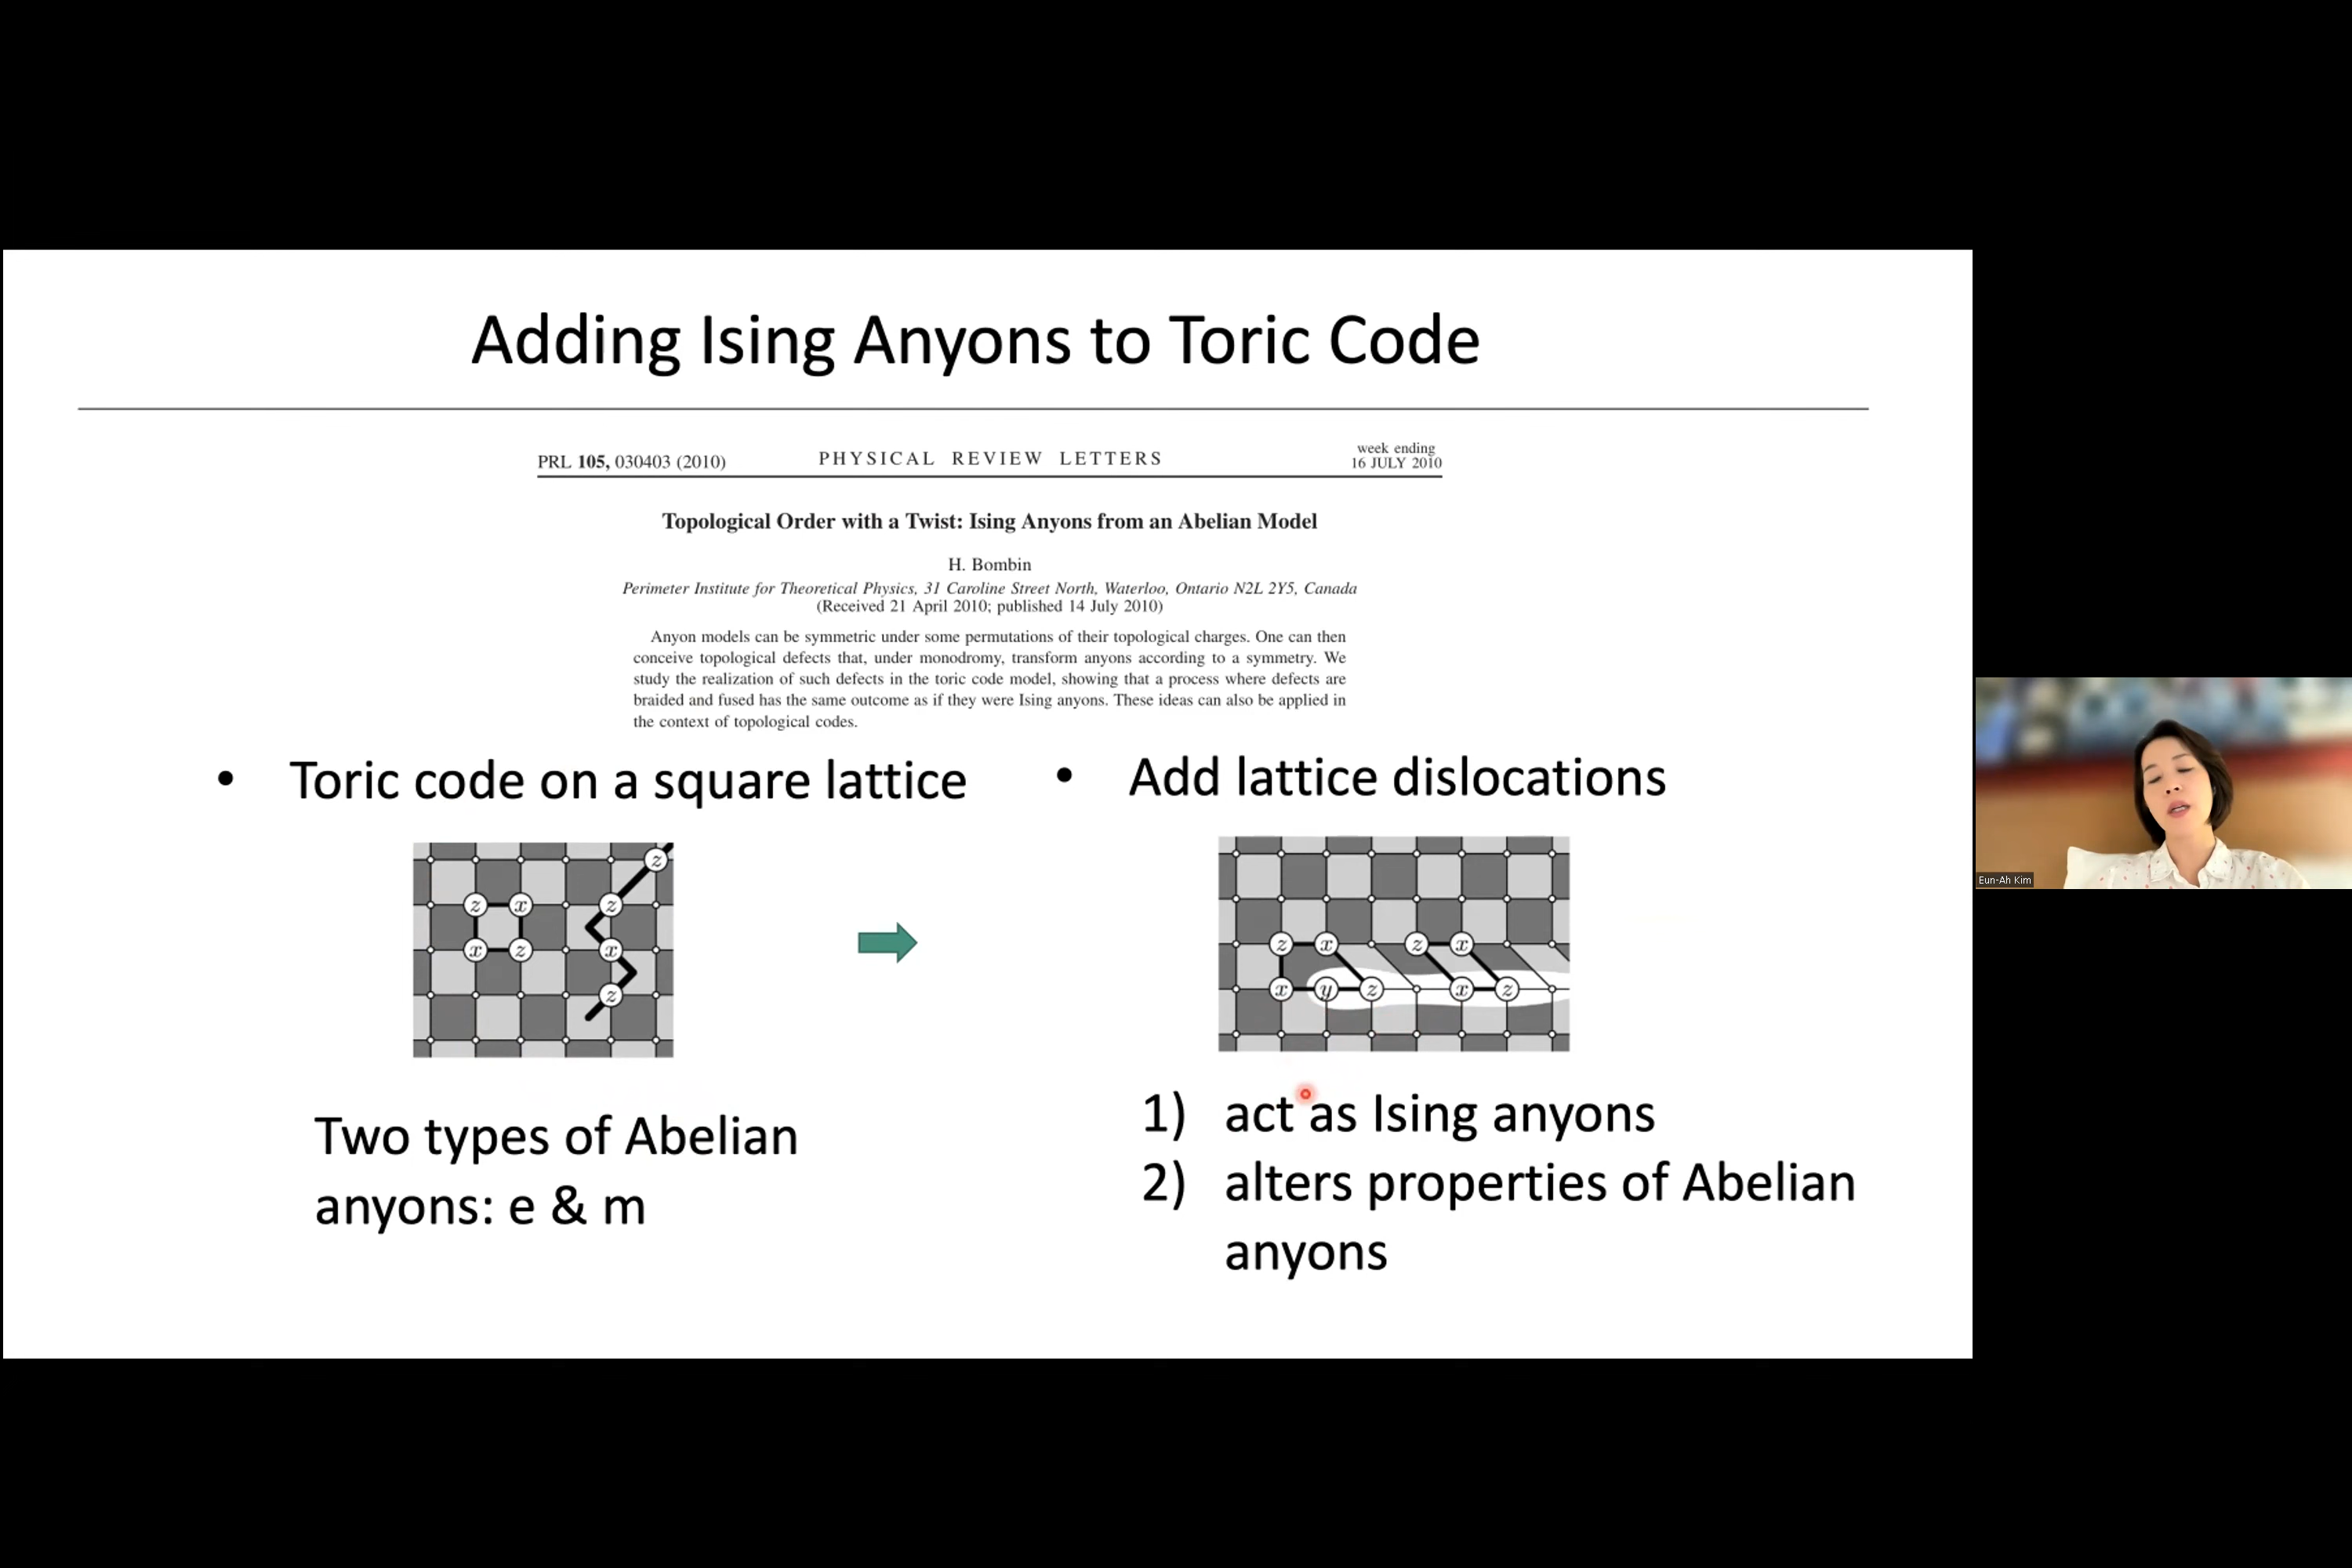 Adding Ising Anyons to Toric Code
PRL 105, 030403 (2010) PHYSICAL REVIEW LETTERS week ending 16 JULY 2010
Topological Order with a Twist: Ising Anyons from an Abelian Model
H. Bombin
Perimeter Institute for Theoretical Physics, 31 Caroline Street North, Waterloo, Ontario N2L 2Y5, Canada
(Received 21 April 2010; published 14 July 2010)
Anyon models can be symmetric under some permutations of their topological charges. One can then
conceive topological defects that, under monodromy, transform anyons according to a symmetry. We
study the realization of such defects in the toric code model, showing that a process where defects are
braided and fused has the same outcome as if they were Ising anyons. These ideas can also be applied in
the context of topological codes.
• Toric code on a square lattice
z
z x z
x z x
z
Two types of Abelian
anyons: e & m
• Add lattice dislocations
z x z x
x y z x z
1) act as Ising anyons
2) alters properties of Abelian
anyons
Eun-Ah Kim